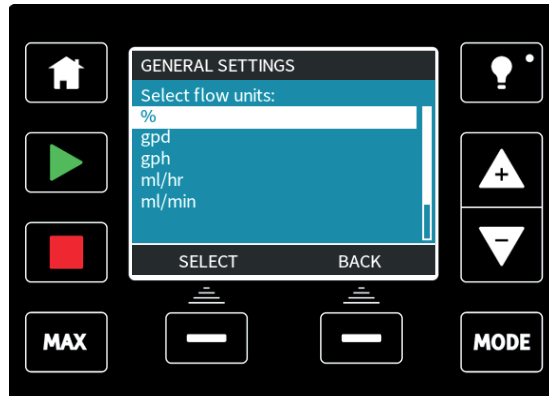 GENERAL SETTINGS
Select flow units:
%
gpd
gph
ml/hr
ml/min
SELECT BACK
MAX
MODE